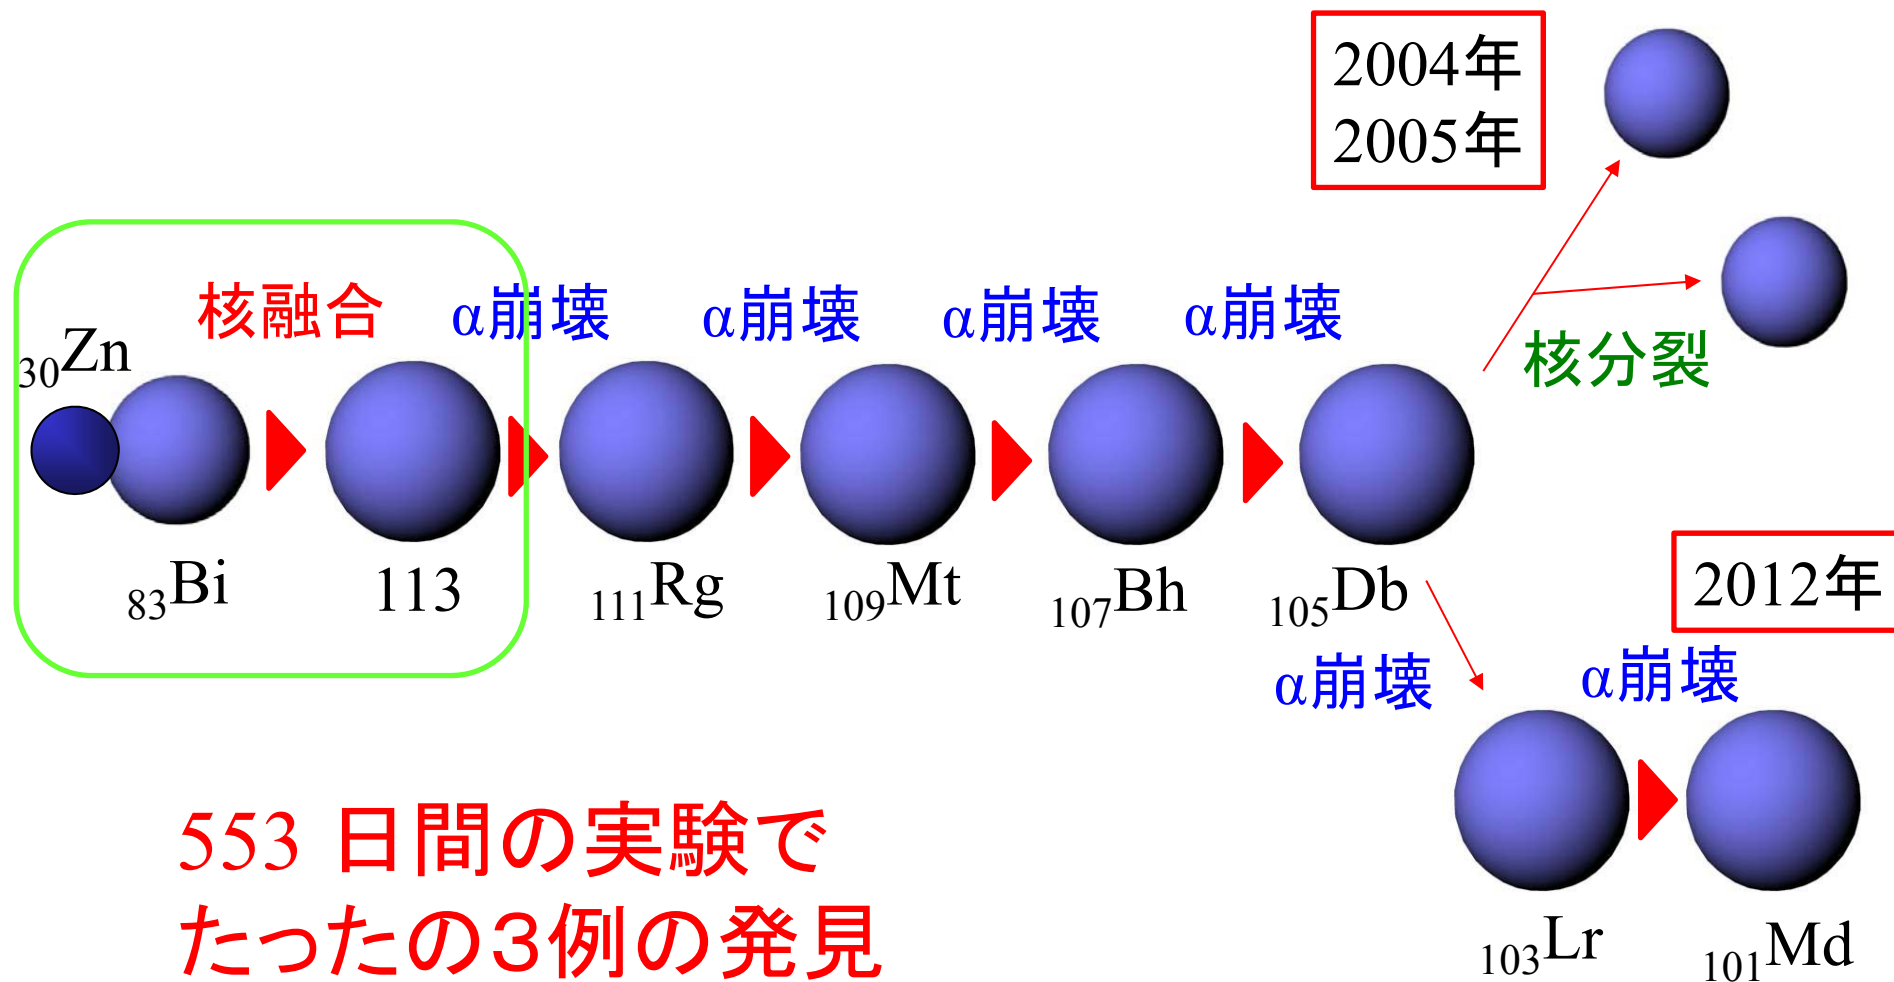 2004年
2005年
核融合
α崩壊
α崩壊
α崩壊
α崩壊
30Zn
核分裂
83Bi
113
111Rg
109Mt
107Bh
105Db
2012年
α崩壊
α崩壊
553 日間の実験で
たったの３例の発見
103Lr
101Md